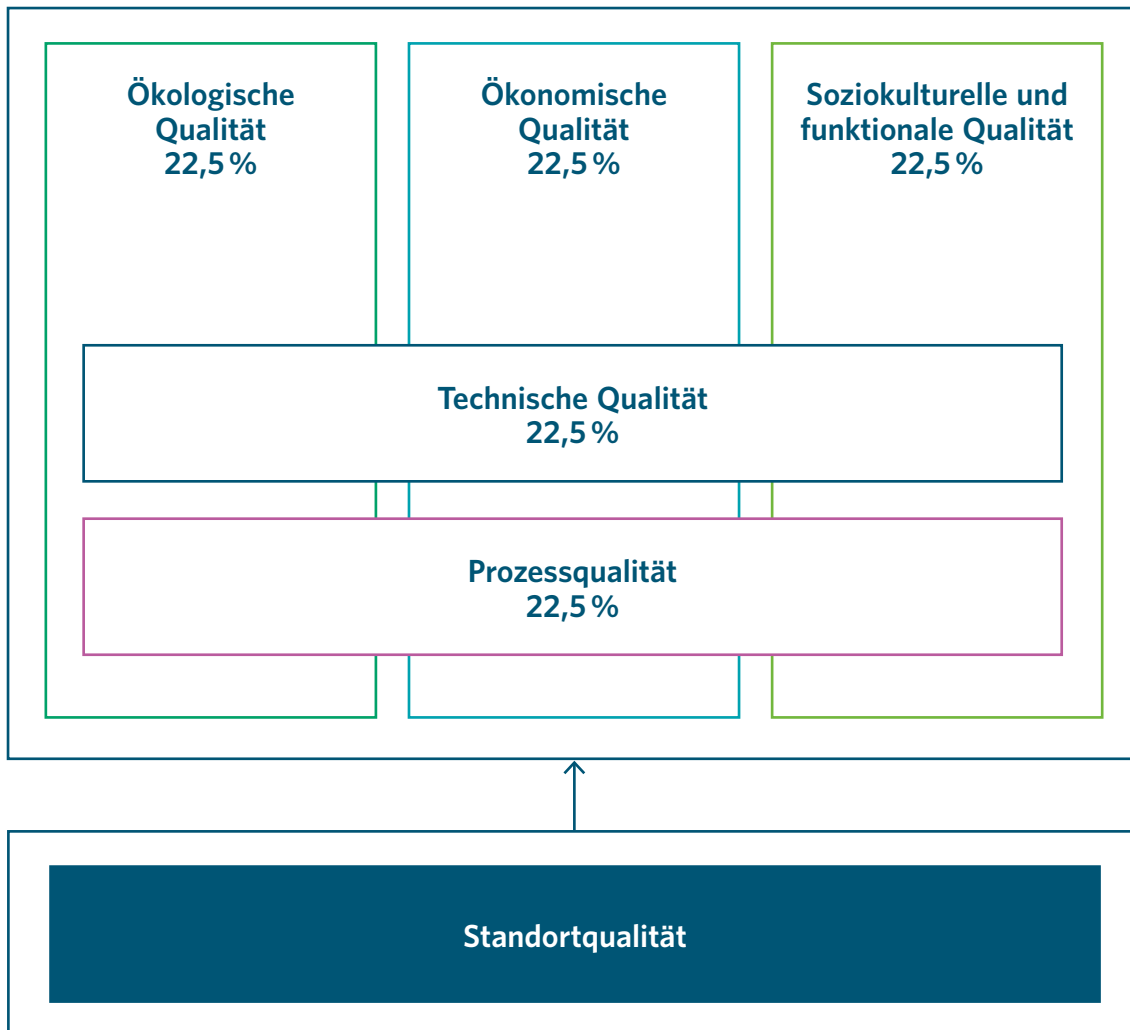 Ökologische
Qualität
22,5 %
Ökonomische
Qualität
22,5 %
Soziokulturelle und
funktionale Qualität
22,5 %
Technische Qualität
22,5 %
Prozessqualität
22,5 %
Standortqualität